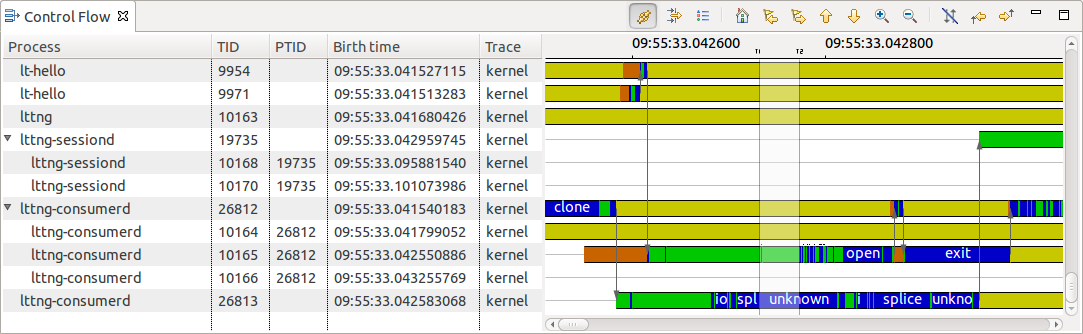 Control Flow
Process TID PTID Birth time Trace 09:55:33.042600 09:55:33.042800
T1 T2
lt-hello 9954 09:55:33.041527115 kernel
lt-hello 9971 09:55:33.041513283 kernel
lttng 10163 09:55:33.041680426 kernel
lttng-sessiond 19735 09:55:33.042959745 kernel
lttng-sessiond 10168 19735 09:55:33.095881540 kernel
lttng-sessiond 10170 19735 09:55:33.101073986 kernel
lttng-consumerd 26812 09:55:33.041540183 kernel clone
lttng-consumerd 10164 26812 09:55:33.041799052 kernel
lttng-consumerd 10165 26812 09:55:33.042550886 kernel open exit
lttng-consumerd 10166 26812 09:55:33.043255769 kernel
lttng-consumerd 26813 09:55:33.042583068 kernel io spl unknown i splice unkno